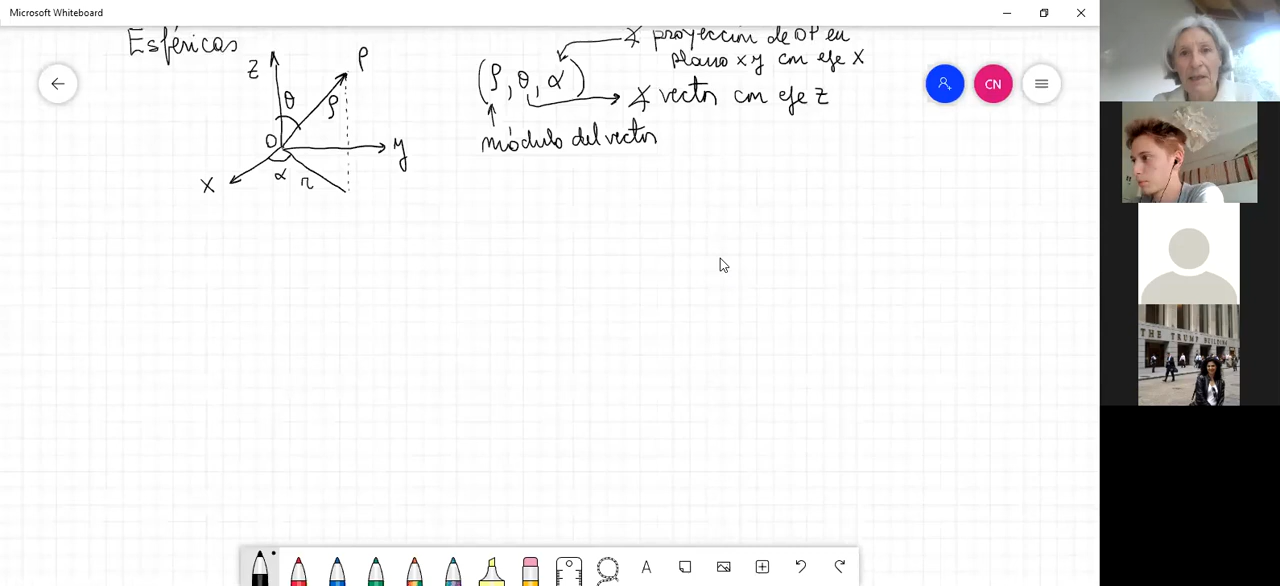 Microsoft Whiteboard
Esféricas
∡ proyección de OP en
plano xy con eje X
(ρ, θ, α)
∡ vector con eje z
módulo del vector
z
P
θ
ρ
O
y
x
α
r
CN
A
THE TRUMP BUILDING